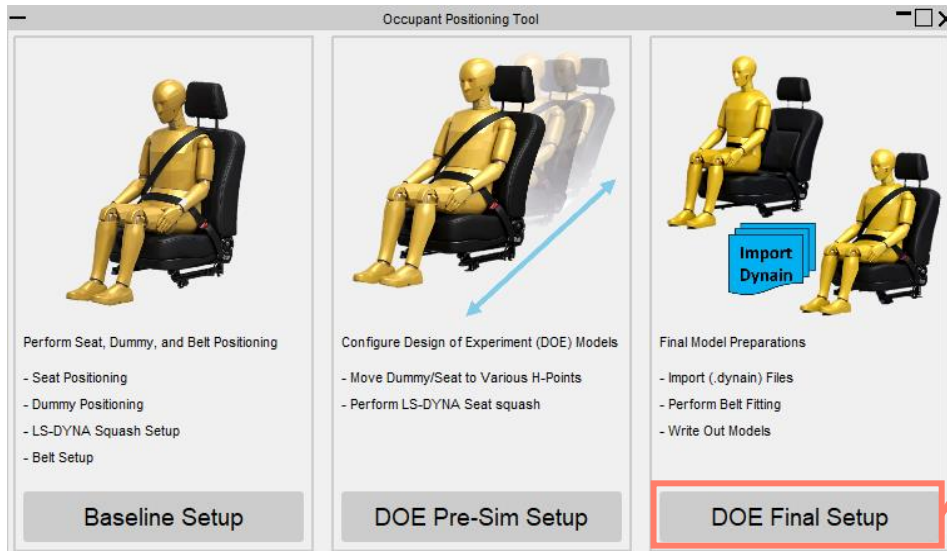 Occupant Positioning Tool
Import
Dynain
Perform Seat, Dummy, and Belt Positioning
- Seat Positioning
- Dummy Positioning
- LS-DYNA Squash Setup
- Belt Setup
Baseline Setup
Configure Design of Experiment (DOE) Models
- Move Dummy/Seat to Various H-Points
- Perform LS-DYNA Seat squash
DOE Pre-Sim Setup
Final Model Preparations
- Import (.dynain) Files
- Perform Belt Fitting
- Write Out Models
DOE Final Setup